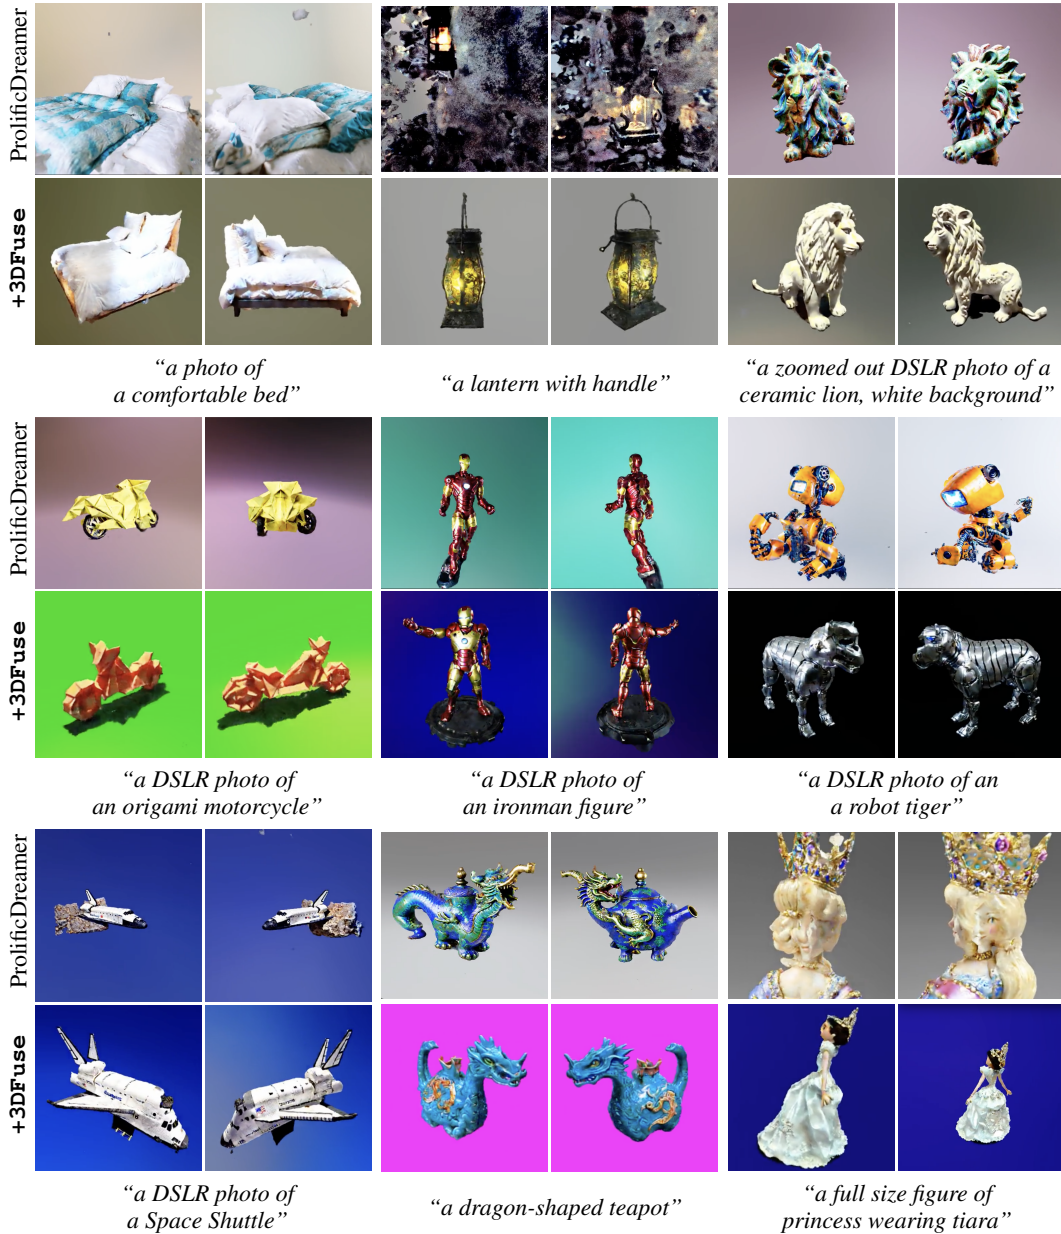 ProlificDreamer
+3DFuse
“a photo of
a comfortable bed”
“a lantern with handle”
“a zoomed out DSLR photo of a
ceramic lion, white background”
ProlificDreamer
+3DFuse
“a DSLR photo of
an origami motorcycle”
“a DSLR photo of
an ironman figure”
“a DSLR photo of an
a robot tiger”
ProlificDreamer
+3DFuse
“a DSLR photo of
a Space Shuttle”
“a dragon-shaped teapot”
“a full size figure of
princess wearing tiara”